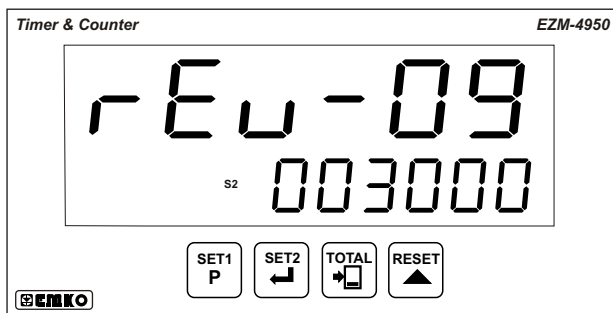 Timer & Counter EZM-4950
rEu-09
S2 003000
SET1 SET2 TOTAL RESET
P
EMKO